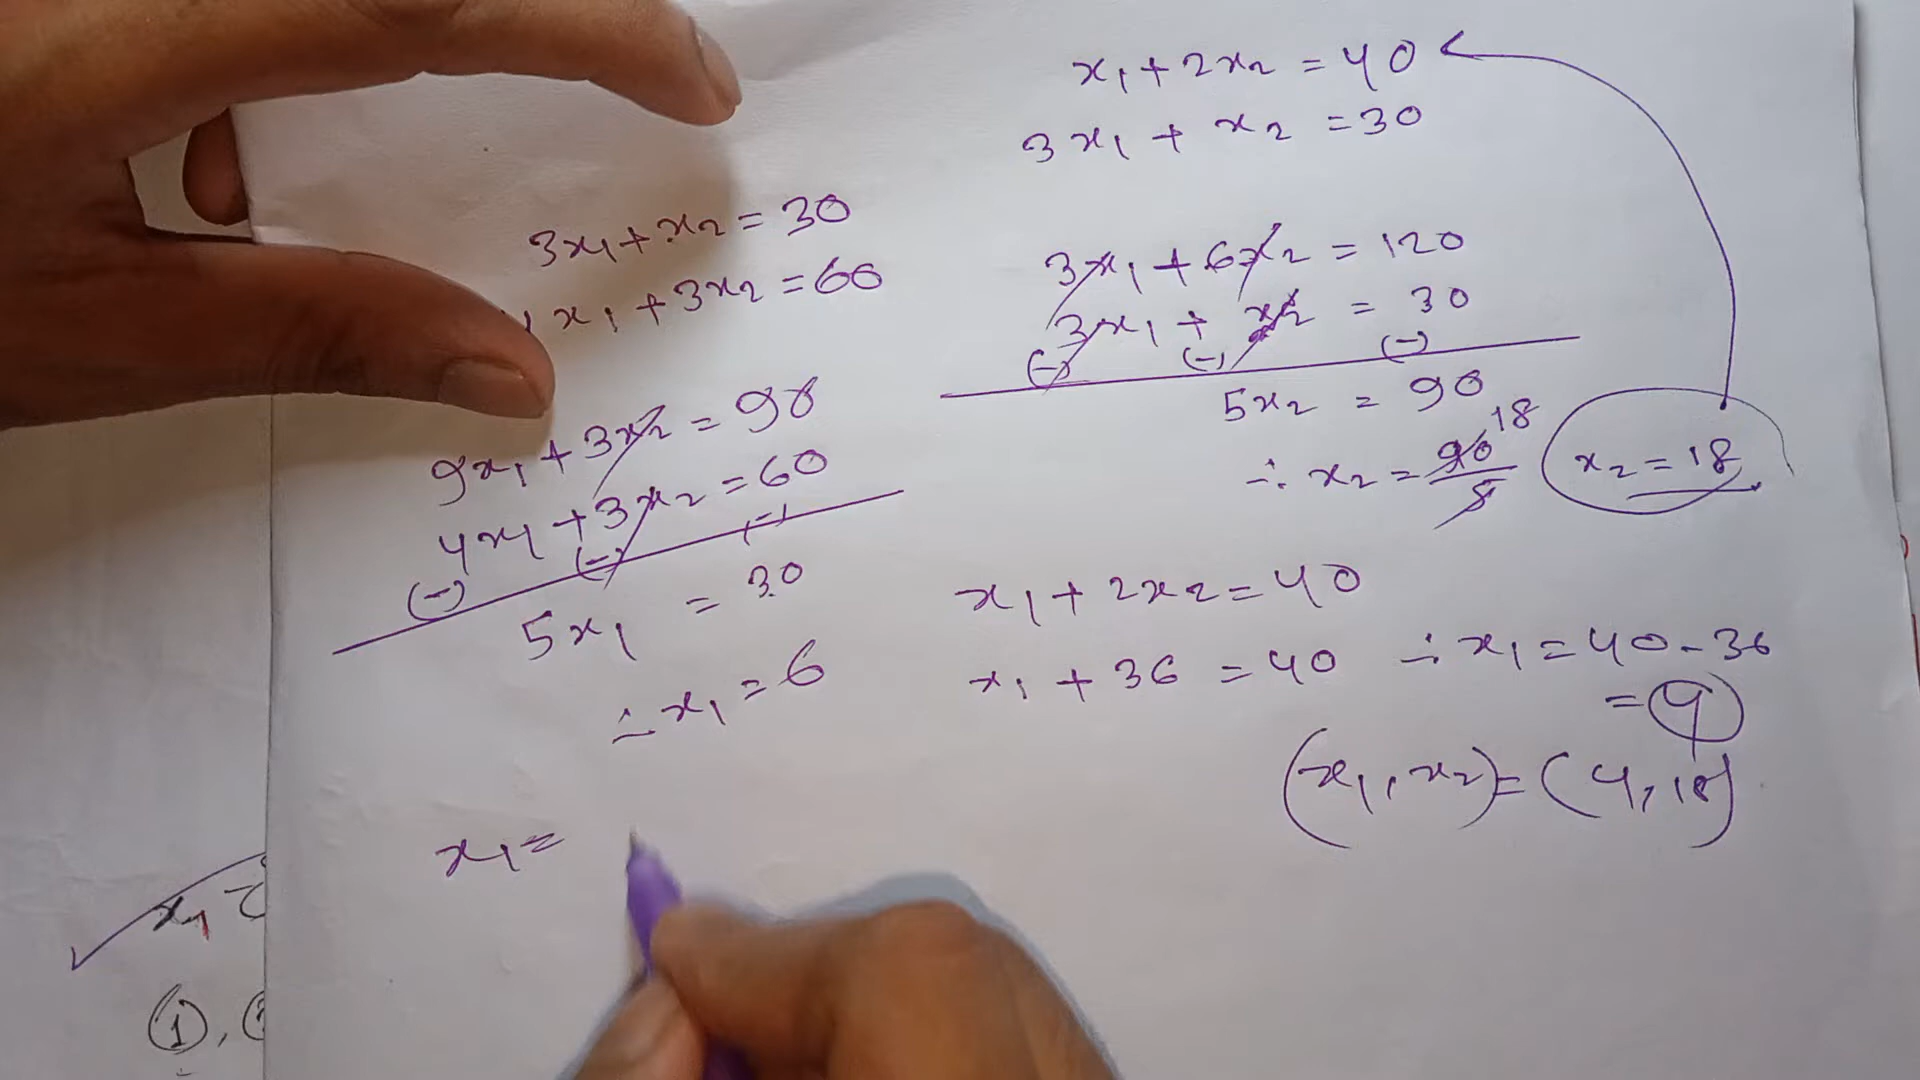 x₁ + 2x₂ = 40
3x₁ + x₂ = 30
3x₁ + 6x₂ = 120
3x₁ + x₂ = 30
(-) (-) (-)
5x₂ = 90
∴ x₂ = 90/5 18
x₂ = 18
x₁ + 2x₂ = 40
x₁ + 36 = 40 ∴ x₁ = 40 - 36
= 4
(x₁, x₂) = (4, 18)
3x₁ + x₂ = 30
x₁ + 3x₂ = 60
9x₁ + 3x₂ = 90
4x₁ + 3x₂ = 60
(-) (-) (-)
5x₁ = 30
∴ x₁ = 6
x₁ =
x₁
①,